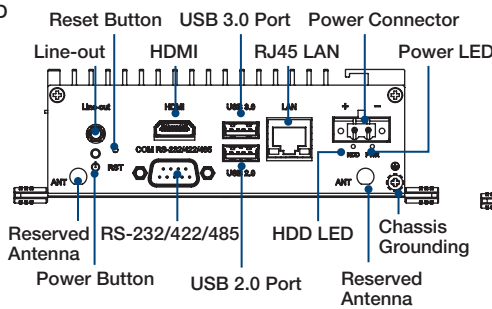 Reset Button USB 3.0 Port Power Connector
Line-out HDMI RJ45 LAN Power LED
Line-out HDMI USB 3.0 LAN + -
COM RS-232/422/485
RST USB 2.0 HDD PWR
ANT ANT
Reserved Antenna
RS-232/422/485
HDD LED
Chassis Grounding
Power Button
USB 2.0 Port
Reserved Antenna